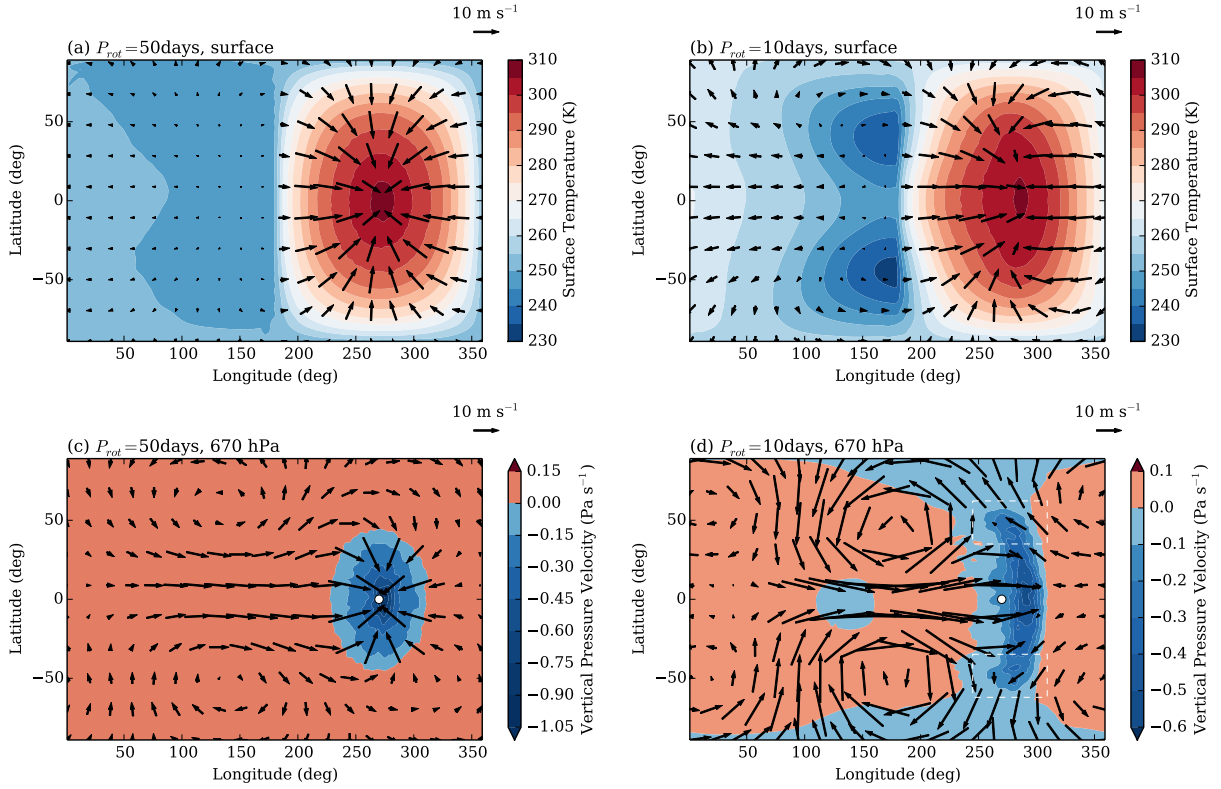 10 m s⁻¹
10 m s⁻¹
(a) P_rot=50days, surface
(b) P_rot=10days, surface
50
0
−50
Latitude (deg)
50 100 150 200 250 300 350
Longitude (deg)
310
300
290
280
270
260
250
240
230
Surface Temperature (K)
50
0
−50
Latitude (deg)
50 100 150 200 250 300 350
Longitude (deg)
310
300
290
280
270
260
250
240
230
Surface Temperature (K)
10 m s⁻¹
10 m s⁻¹
(c) P_rot=50days, 670 hPa
(d) P_rot=10days, 670 hPa
50
0
−50
Latitude (deg)
50 100 150 200 250 300 350
Longitude (deg)
0.15
0.00
−0.15
−0.30
−0.45
−0.60
−0.75
−0.90
−1.05
Vertical Pressure Velocity (Pa s⁻¹)
50
0
−50
Latitude (deg)
50 100 150 200 250 300 350
Longitude (deg)
0.1
0.0
−0.1
−0.2
−0.3
−0.4
−0.5
−0.6
Vertical Pressure Velocity (Pa s⁻¹)